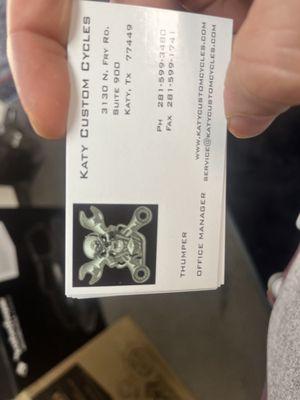 Katy Custom Cycles
3130 N. Fry Rd.
Suite 900
Katy, Tx 77449
Ph 281-599-3480
Fax 281-599-1741
www.katycustomcycles.com
service@katycustomcycles.com
Thumper
Office Manager